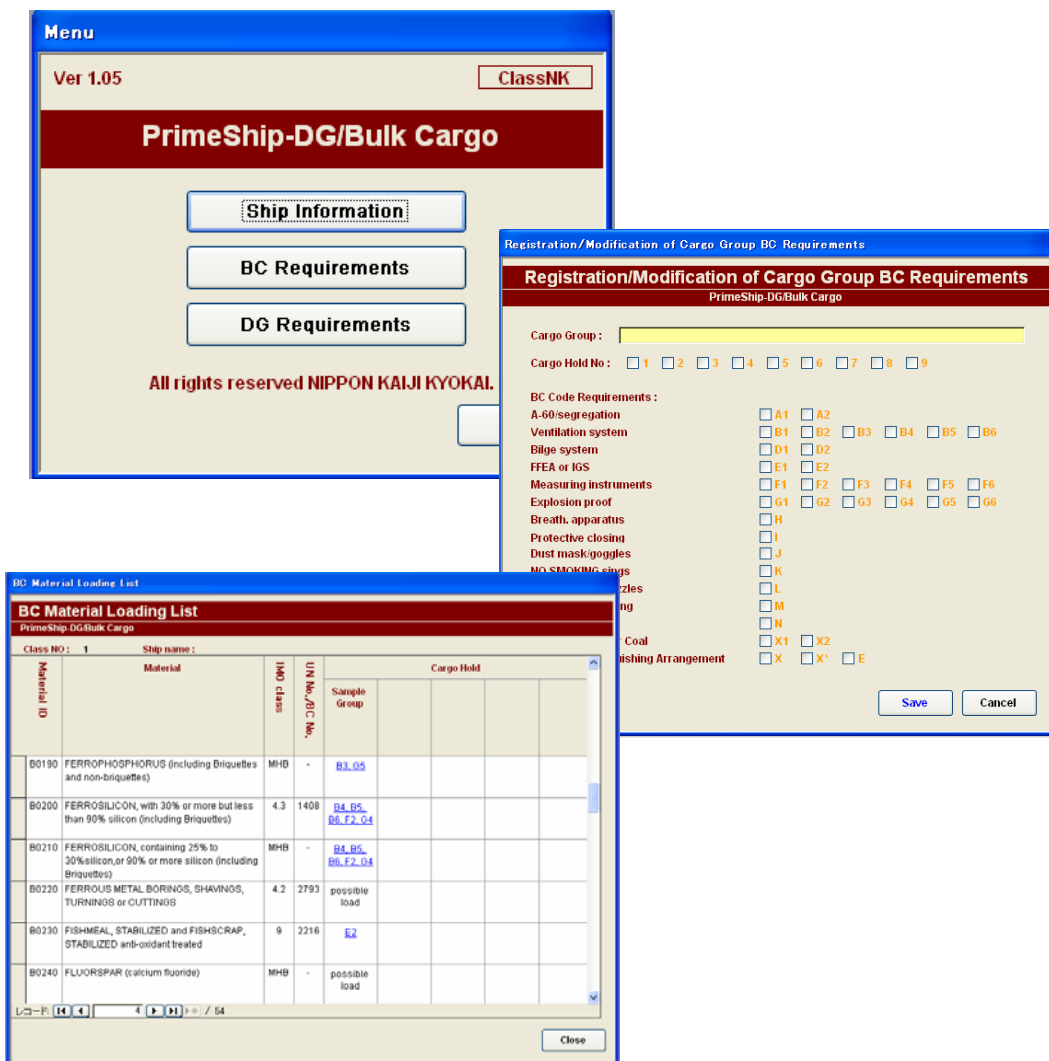 Menu
Ver 1.05 ClassNK
PrimeShip-DG/Bulk Cargo
Ship Information
BC Requirements
DG Requirements
All rights reserved NIPPON KAIJI KYOKAI.
Registration/Modification of Cargo Group BC Requirements
Registration/Modification of Cargo Group BC Requirements
PrimeShip-DG/Bulk Cargo
Cargo Group :
Cargo Hold No : 1 2 3 4 5 6 7 8 9
BC Code Requirements :
A-60/segregation A1 A2
Ventilation system B1 B2 B3 B4 B5 B6
Bilge system D1 D2
FFEA or IGS E1 E2
Measuring instruments F1 F2 F3 F4 F5 F6
Explosion proof G1 G2 G3 G4 G5 G6
Breath. apparatus H
Protective closing I
Dust mask/goggles J
NO SMOKING sings K
zzles L
ng M
N
Coal X1 X2
uishing Arrangement X X' E
Save Cancel
BC Material Loading List
BC Material Loading List
PrimeShip-DG/Bulk Cargo
Class NO : 1 Ship name :
Material ID Material IMO class UN No./BC No. Cargo Hold
Sample
Group
B0190 FERROPHOSPHORUS (including Briquettes MHB - B3, G5
and non-briquettes)
B0200 FERROSILICON, with 30% or more but less 4.3 1408 B4, B5,
than 90% silicon (including Briquettes) B6, F2, G4
B0210 FERROSILICON, containing 25% to MHB - B4, B5,
30%silicon,or 90% or more silicon (including B6, F2, G4
Briquettes)
B0220 FERROUS METAL BORINGS, SHAVINGS, 4.2 2793 possible
TURNINGS or CUTTINGS load
B0230 FISHMEAL, STABILIZED and FISHSCRAP, 9 2216 E2
STABILIZED anti-oxidant treated
B0240 FLUORSPAR (calcium fluoride) MHB - possible
load
レコード: 4 / 54
Close